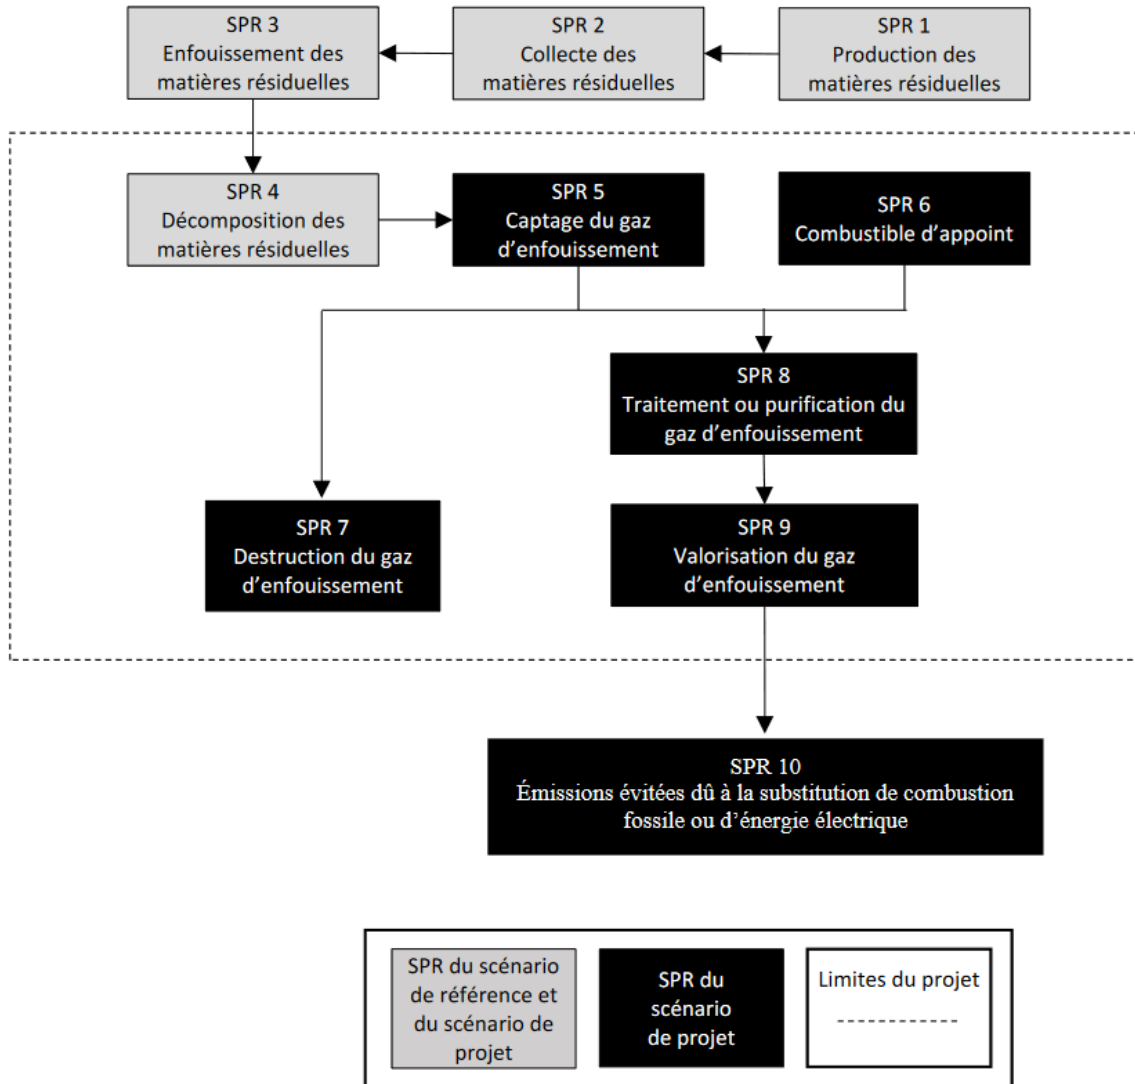 SPR 3
Enfouissement des
matières résiduelles
SPR 2
Collecte des
matières résiduelles
SPR 1
Production des
matières résiduelles
SPR 4
Décomposition des
matières résiduelles
SPR 5
Captage du gaz
d’enfouissement
SPR 6
Combustible d’appoint
SPR 8
Traitement ou purification du
gaz d’enfouissement
SPR 7
Destruction du gaz
d’enfouissement
SPR 9
Valorisation du gaz
d’enfouissement
SPR 10
Émissions évitées dû à la substitution de combustion
fossile ou d’énergie électrique
SPR du scénario
de référence et
du scénario de
projet
SPR du
scénario
de projet
Limites du projet